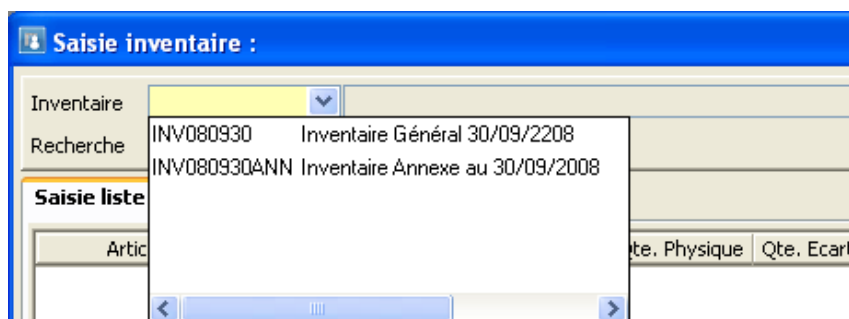 Saisie inventaire :
Inventaire
INV080930 Inventaire Général 30/09/2208
Recherche
INV080930ANN Inventaire Annexe au 30/09/2008
Saisie liste
Artic
te. Physique Qte. Ecart